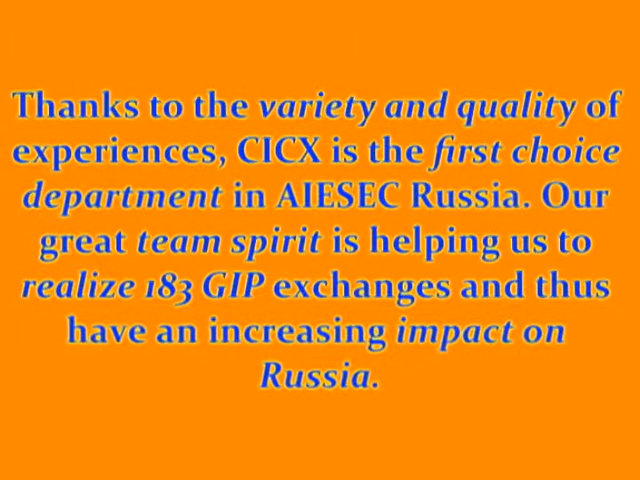 Thanks to the variety and quality of
experiences, CICX is the first choice
department in AIESEC Russia. Our
great team spirit is helping us to
realize 183 GIP exchanges and thus
have an increasing impact on
Russia.